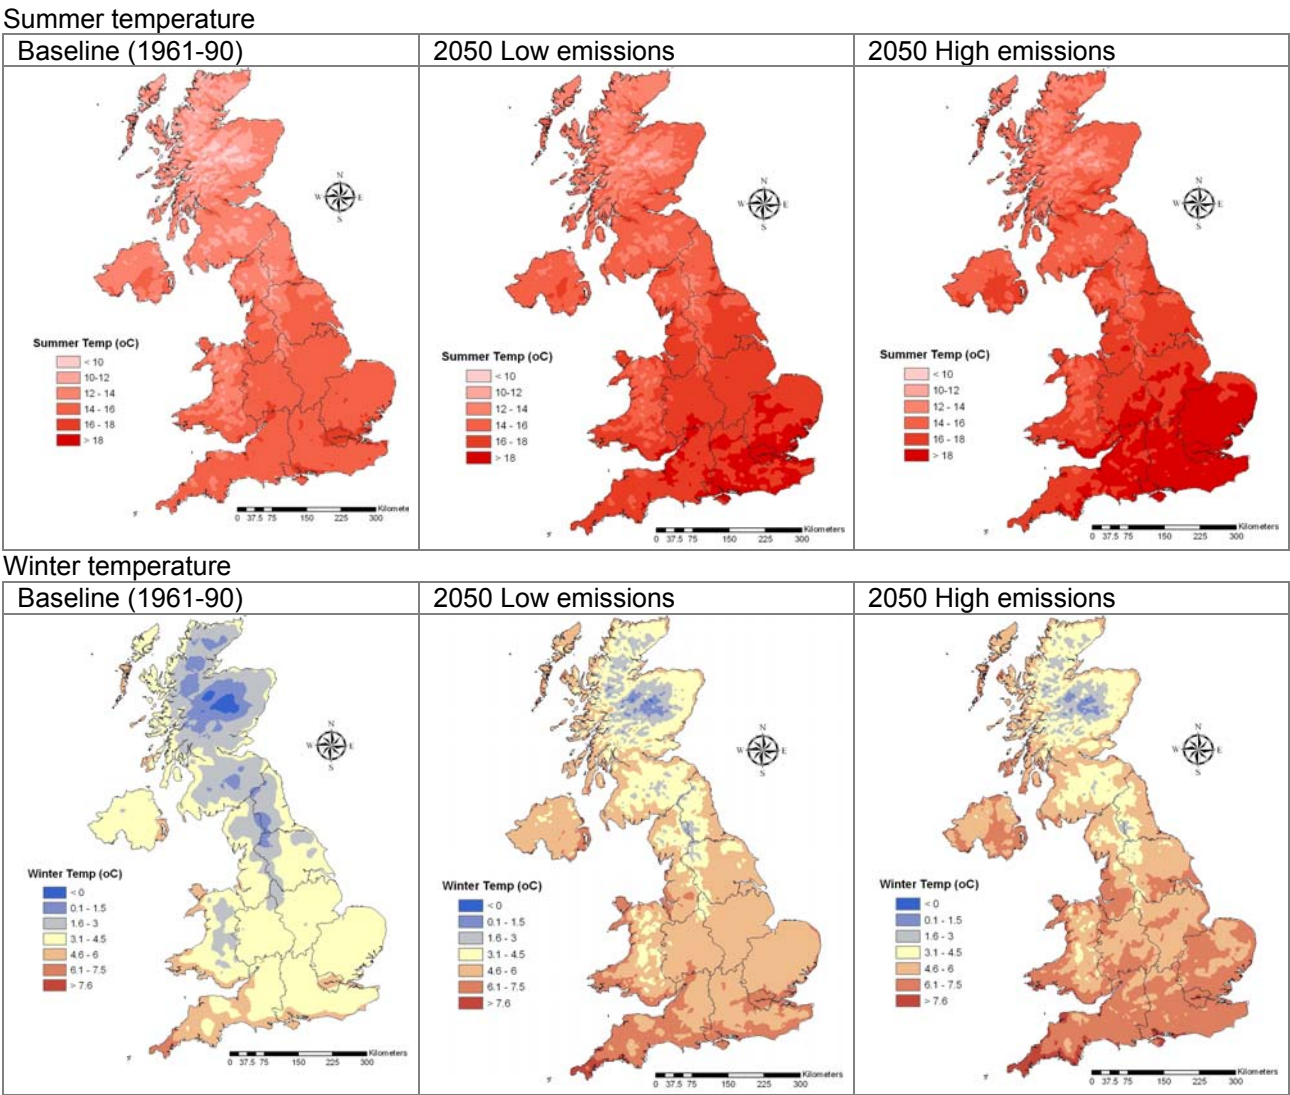 Summer temperature
Baseline (1961-90)
2050 Low emissions
2050 High emissions
N
W E
S
Summer Temp (oC)
< 10
10-12
12 - 14
14 - 16
16 - 18
> 18
Kilomete
0 37.5 75 150 225 300
N
W E
S
Summer Temp (oC)
< 10
10-12
12 - 14
14 - 16
16 - 18
> 18
Kilometers
0 37.5 75 150 225 300
N
W E
S
Summer Temp (oC)
< 10
10-12
12 - 14
14 - 16
16 - 18
> 18
Kilometers
0 37.5 75 150 225 300
Winter temperature
Baseline (1961-90)
2050 Low emissions
2050 High emissions
N
W E
S
Winter Temp (oC)
< 0
0.1 - 1.5
1.6 - 3
3.1 - 4.5
4.6 - 6
6.1 - 7.5
> 7.6
Kilometers
0 37.5 75 150 225 300
N
W E
S
Winter Temp (oC)
< 0
0.1 - 1.5
1.6 - 3
3.1 - 4.5
4.6 - 6
6.1 - 7.5
> 7.6
Kilometers
0 37.5 75 150 225 300
N
W E
S
Winter Temp (oC)
< 0
0.1 - 1.5
1.6 - 3
3.1 - 4.5
4.6 - 6
6.1 - 7.5
> 7.6
Kilometers
0 37.5 75 150 225 300